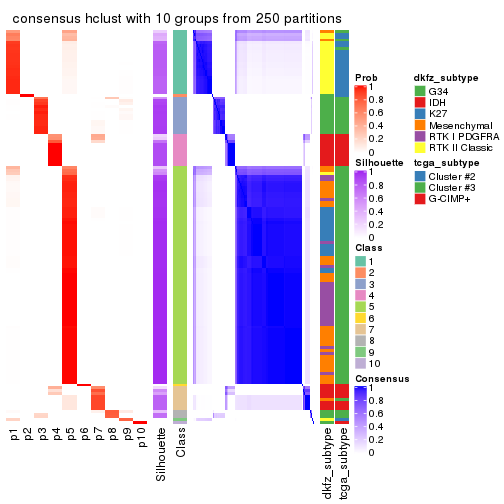 consensus hclust with 10 groups from 250 partitions
Prob
1
0.8
0.6
0.4
0.2
0
Silhouette
1
0.8
0.6
0.4
0.2
0
Class
1
2
3
4
5
6
7
8
9
10
Consensus
1
0.8
0.6
0.4
0.2
0
dkfz_subtype
G34
IDH
K27
Mesenchymal
RTK I PDGFRA
RTK II Classic
tcga_subtype
Cluster #2
Cluster #3
G-CIMP+
p1
p2
p3
p4
p5
p6
p7
p8
p9
p10
Silhouette
Class
dkfz_subtype
tcga_subtype